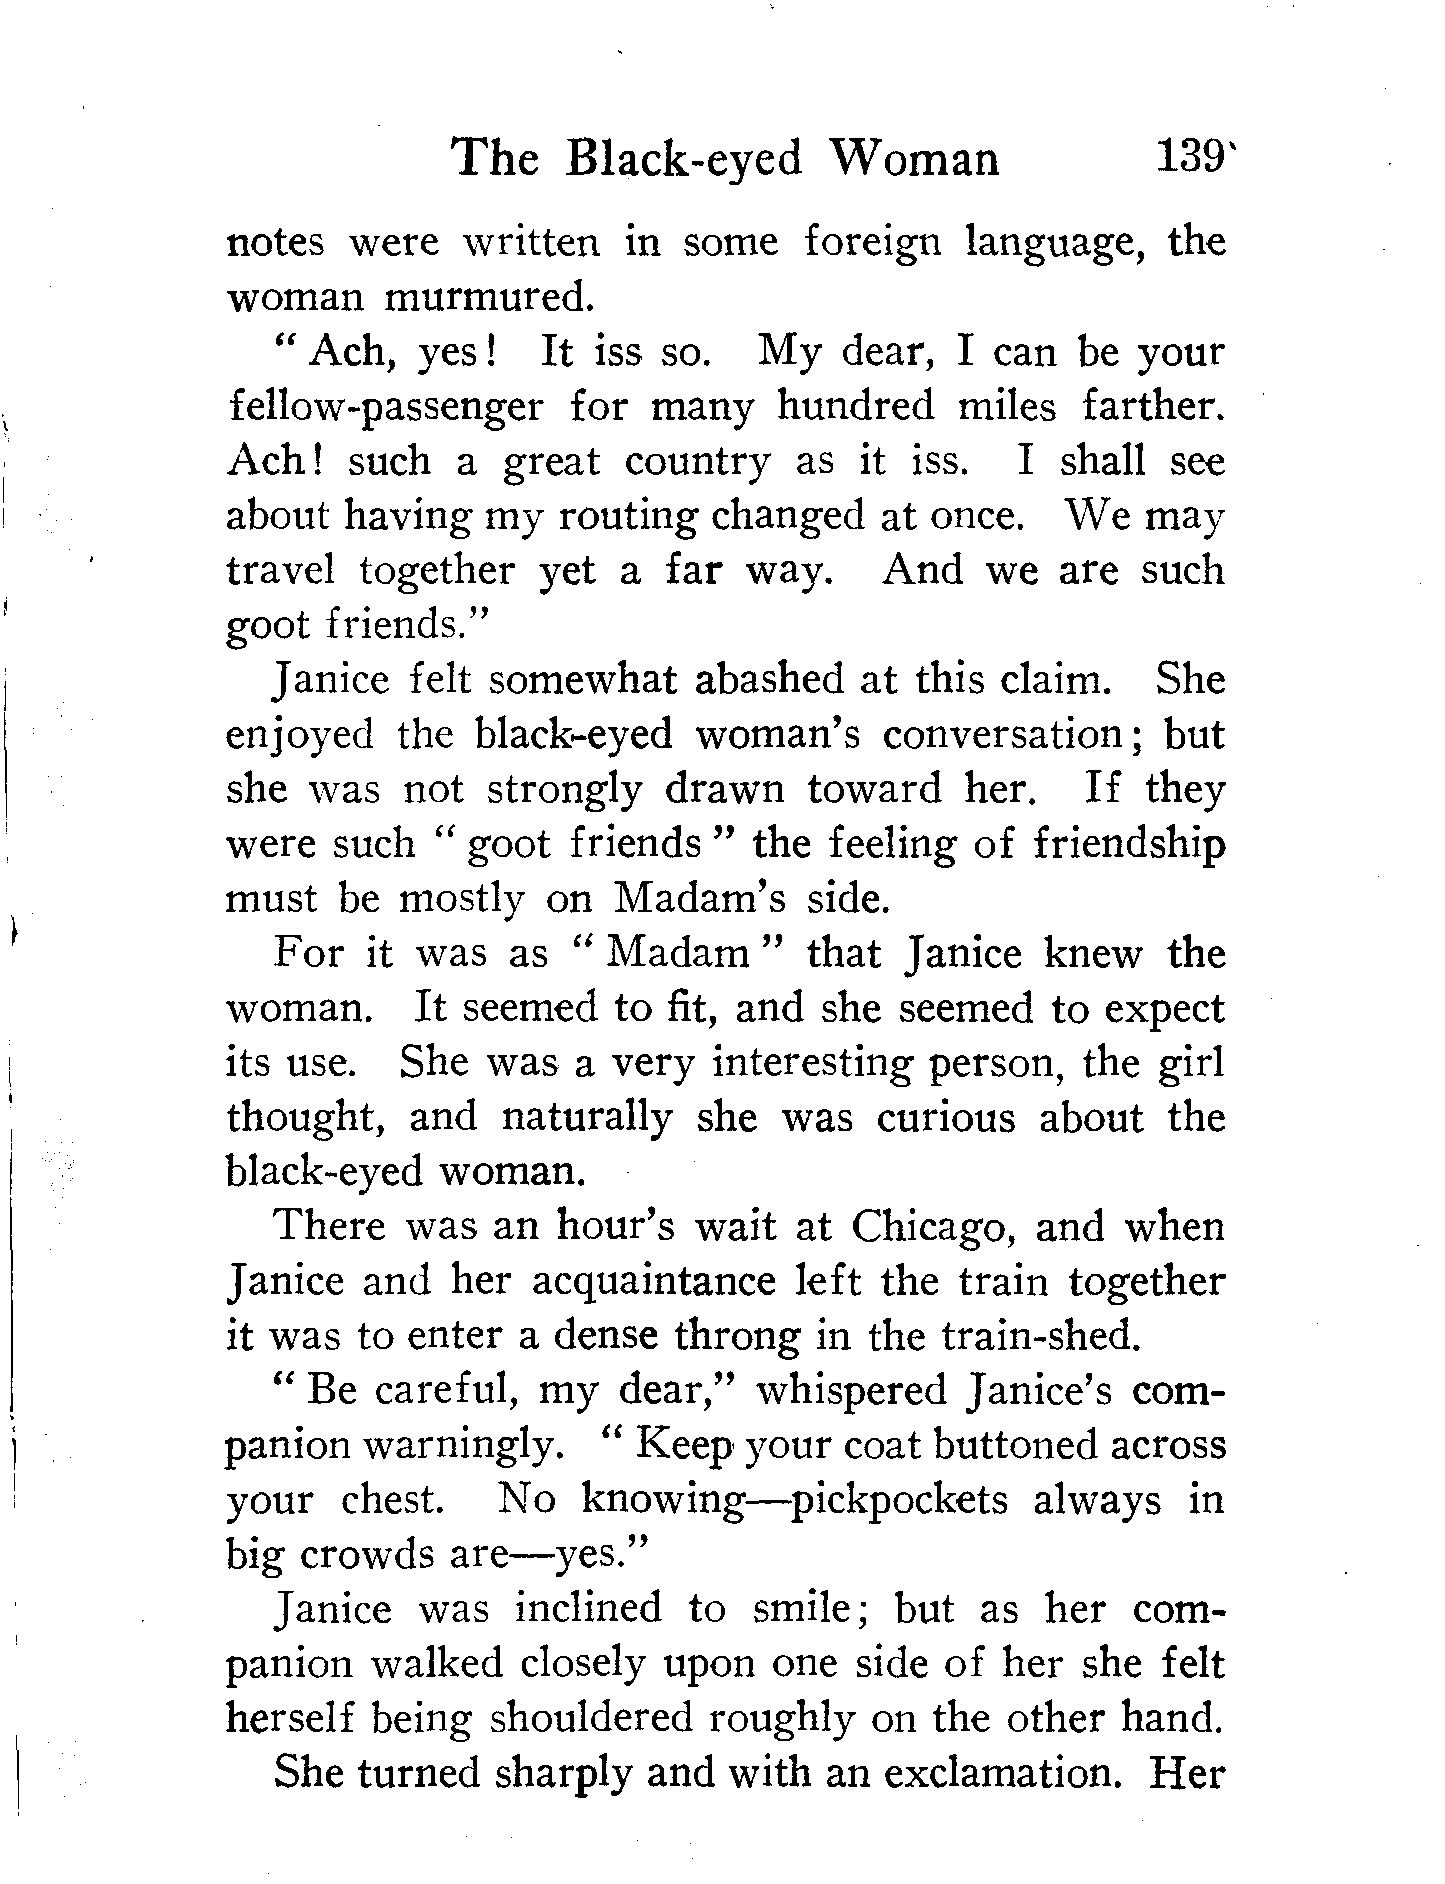 The Black-eyed Woman 139
notes were written in some foreign language, the
woman murmured.
“ Ach, yes! It iss so. My dear, I can be your
fellow-passenger for many hundred miles farther.
Ach! such a great country as it iss. I shall see
about having my routing changed at once. We may
travel together yet a far way. And we are such
goot friends.”
Janice felt somewhat abashed at this claim. She
enjoyed the black-eyed woman’s conversation; but
she was not strongly drawn toward her. If they
were such “ goot friends ” the feeling of friendship
must be mostly on Madam’s side.
For it was as “ Madam ” that Janice knew the
woman. It seemed to fit, and she seemed to expect
its use. She was a very interesting person, the girl
thought, and naturally she was curious about the
black-eyed woman.
There was an hour’s wait at Chicago, and when
Janice and her acquaintance left the train together
it was to enter a dense throng in the train-shed.
“ Be careful, my dear,” whispered Janice’s com-
panion warningly. “ Keep your coat buttoned across
your chest. No knowing—pickpockets always in
big crowds are—yes.”
Janice was inclined to smile; but as her com-
panion walked closely upon one side of her she felt
herself being shouldered roughly on the other hand.
She turned sharply and with an exclamation. Her